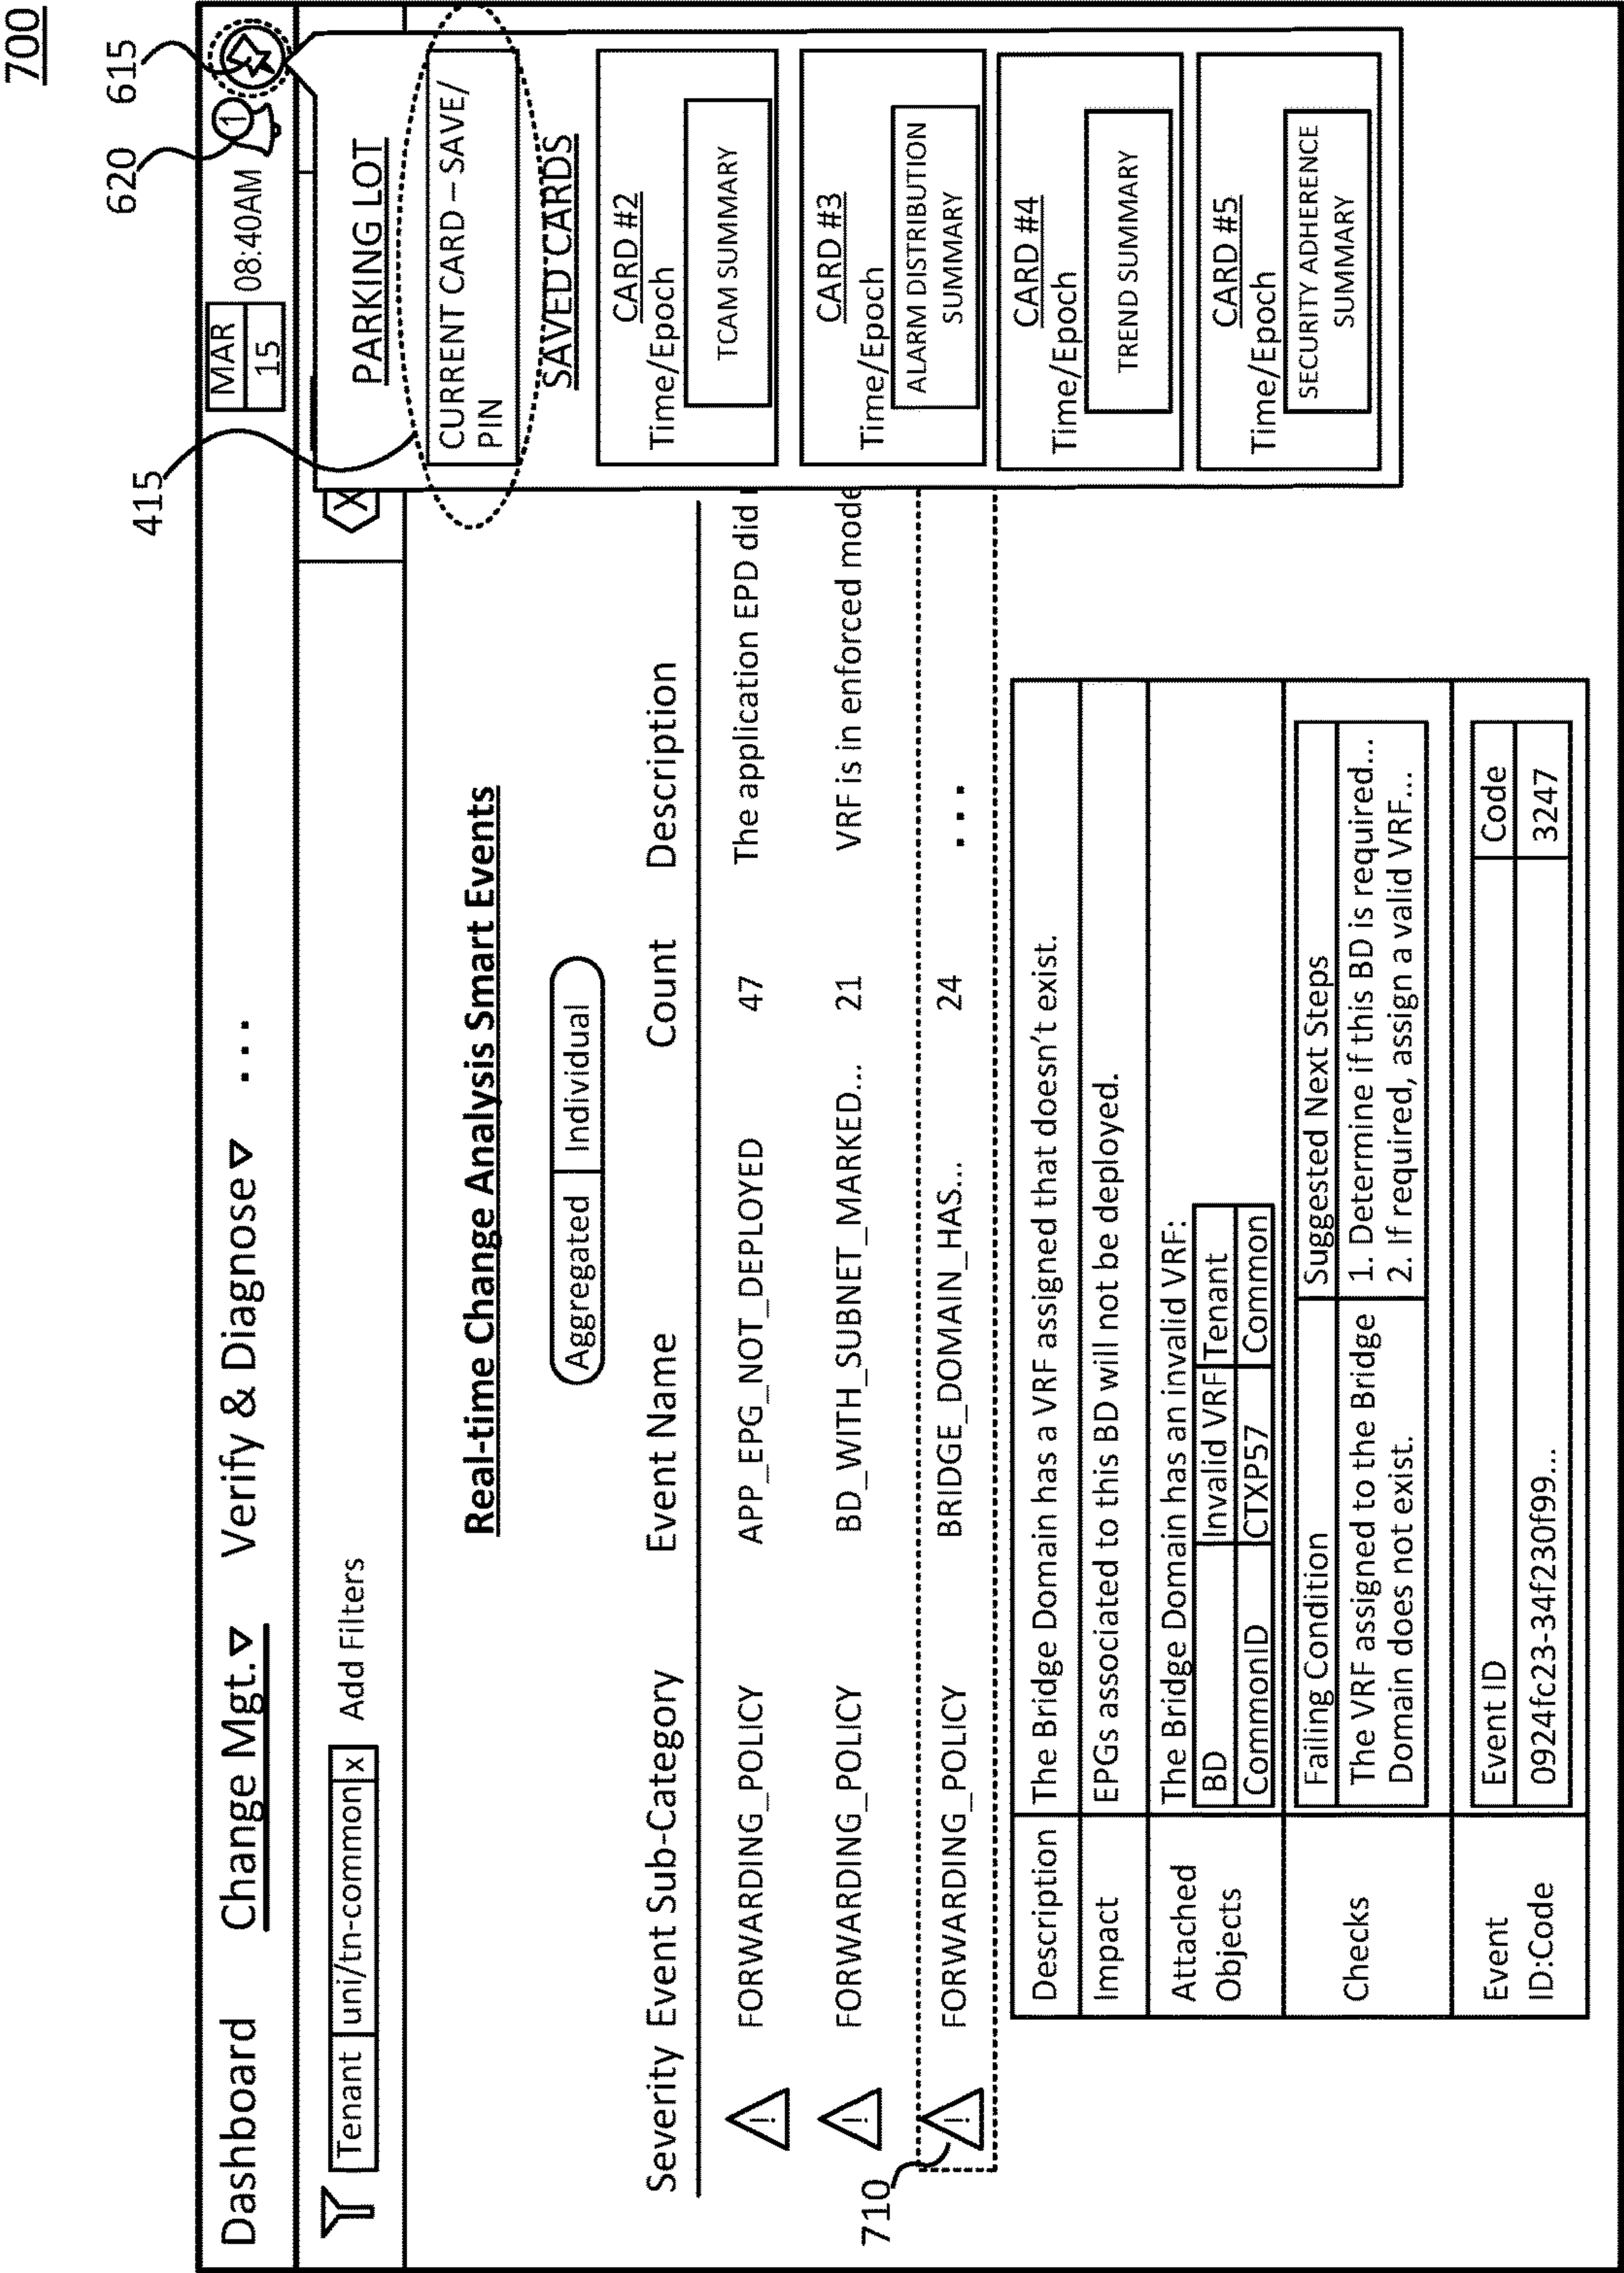 700
620
615
415
Dashboard Change Mgt. Verify & Diagnose ... MAR 15 08:40AM 1
Tenant uni/tn-common x Add Filters
X
Real-time Change Analysis Smart Events
Aggregated Individual
Severity Event Sub-Category Event Name Count Description
! FORWARDING_POLICY APP_EPG_NOT_DEPLOYED 47 The application EPD did
! FORWARDING_POLICY BD_WITH_SUBNET_MARKED... 21 VRF is in enforced mode
! FORWARDING_POLICY BRIDGE_DOMAIN_HAS... 24 ...
710
Description The Bridge Domain has a VRF assigned that doesn't exist.
Impact EPGs associated to this BD will not be deployed.
Attached
Objects
The Bridge Domain has an invalid VRF:
BD Invalid VRF Tenant
CommonID CTXP57 Common
Checks
Failing Condition
The VRF assigned to the Bridge
Domain does not exist.
Suggested Next Steps
1. Determine if this BD is required...
2. If required, assign a valid VRF...
Event
ID:Code
Event ID Code
0924fc23-34f230f99... 3247
PARKING LOT
CURRENT CARD – SAVE/
PIN
SAVED CARDS
CARD #2
Time/Epoch
TCAM SUMMARY
CARD #3
Time/Epoch
ALARM DISTRIBUTION
SUMMARY
CARD #4
Time/Epoch
TREND SUMMARY
CARD #5
Time/Epoch
SECURITY ADHERENCE
SUMMARY